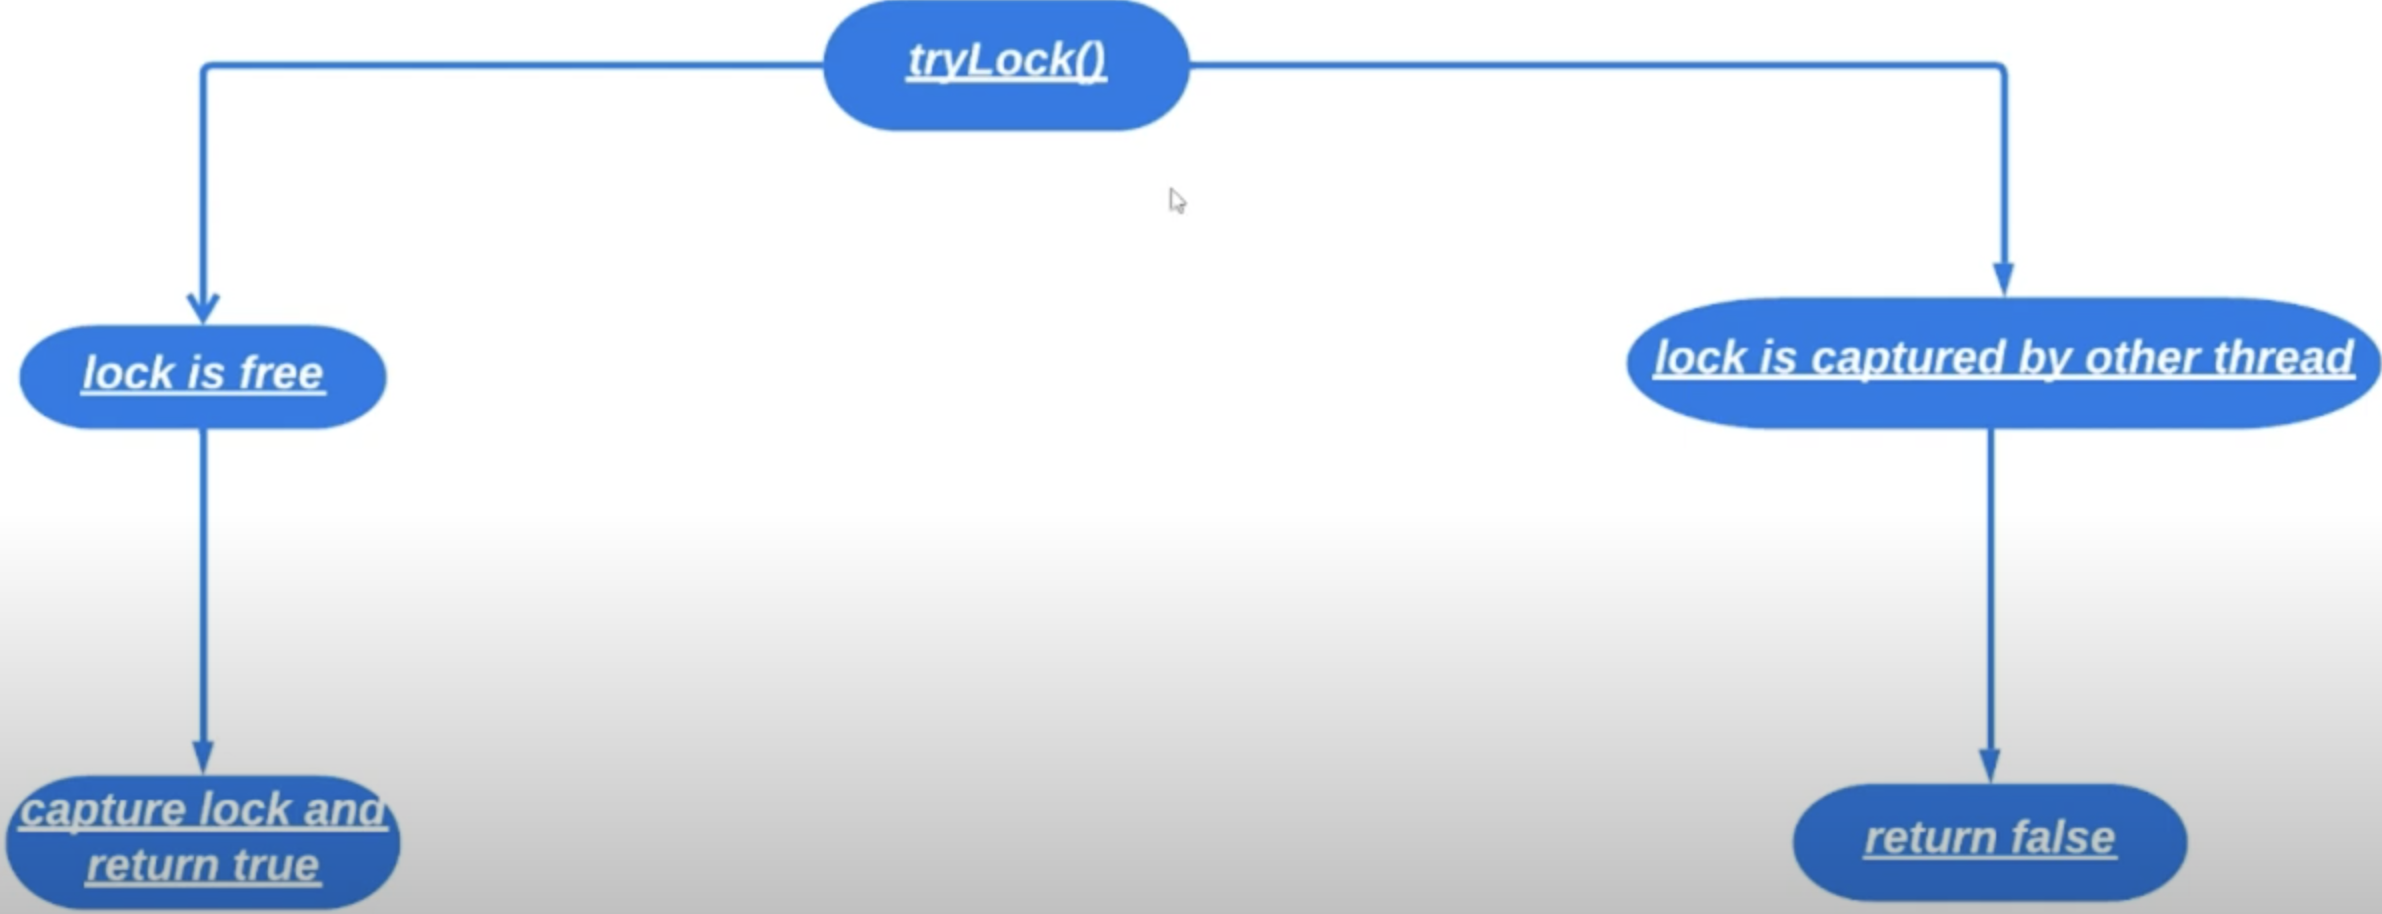 tryLock()
lock is free
lock is captured by other thread
capture lock and
return true
return false